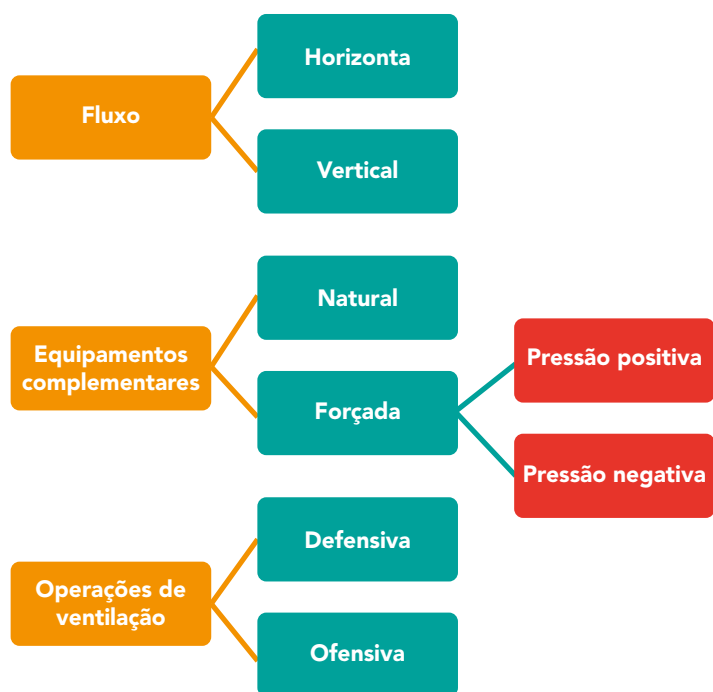 Fluxo
Horizonta
Vertical
Equipamentos
complementares
Natural
Forçada
Pressão positiva
Pressão negativa
Operações de
ventilação
Defensiva
Ofensiva